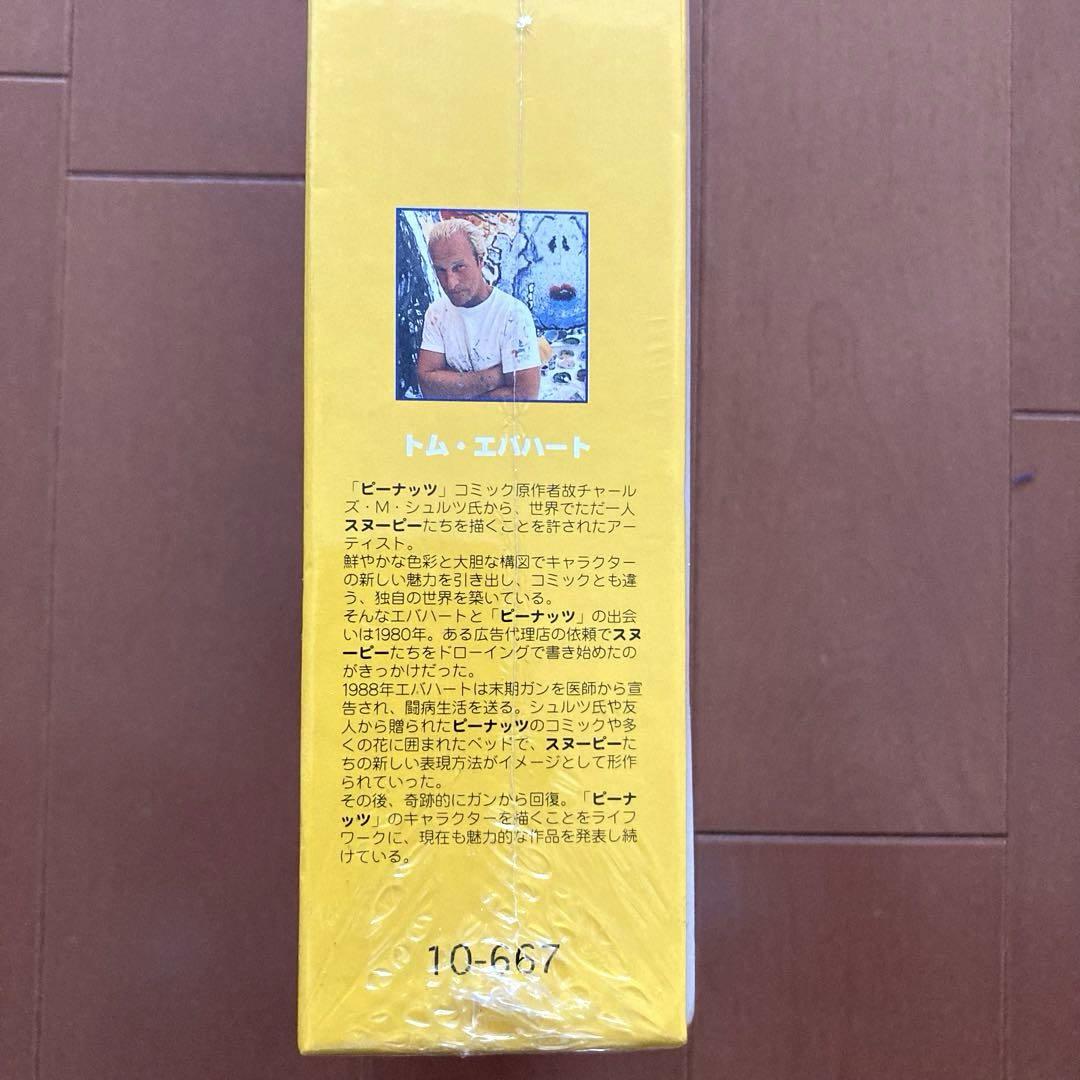 トム・エバハート
「ピーナッツ」コミック原作者故チャール
ズ・M・シュルツ氏から、世界でただ一人
スヌーピーたちを描くことを許されたアー
ティスト。
鮮やかな色彩と大胆な構図でキャラクター
の新しい魅力を引き出し、コミックとも違
う、独自の世界を築いている。
そんなエバハートと「ピーナッツ」の出会
いは1980年。ある広告代理店の依頼でスヌ
ーピーたちをドローイングで書き始めたの
がきっかけだった。
1988年エバハートは末期ガンを医師から宣
告され、闘病生活を送る。シュルツ氏や友
人から贈られたピーナッツのコミックや多
くの花に囲まれたベッドで、スヌーピーた
ちの新しい表現方法がイメージとして形作
られていった。
その後、奇跡的にガンから回復。「ピーナ
ッツ」のキャラクターを描くことをライフ
ワークに、現在も魅力的な作品を発表し続
けている。
10-667